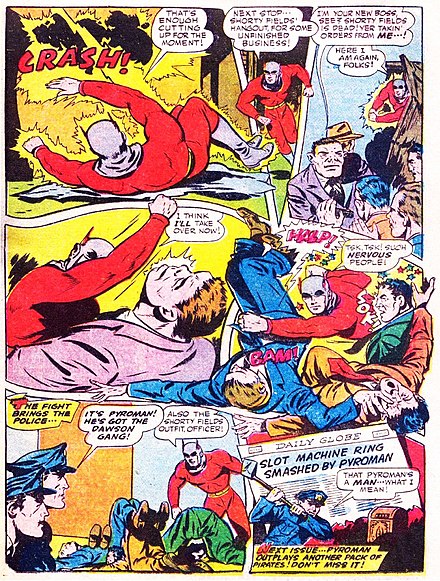 CRASH!
THAT'S
ENOUGH
CUTTING
UP FOR THE
MOMENT!
NEXT STOP...
SHORTY FIELDS'
HANGOUT, FOR SOME
UNFINISHED
BUSINESS!
I'M YOUR NEW BOSS,
SEE? SHORTY FIELDS
IS DEAD! YER TAKIN'
ORDERS FROM ME...!
HERE I
AM AGAIN,
FOLKS!
I THINK
I'LL TAKE
OVER NOW!
HALP!
TSK, TSK! SUCH
NERVOUS
PEOPLE!
SOK!
BAM!
THE FIGHT
BRINGS THE
POLICE...
IT'S PYROMAN!
HE'S GOT THE
DAWSON
GANG!
ALSO THE
SHORTY FIELDS
OUTFIT, OFFICER!
DAILY GLOBE
SLOT MACHINE RING
SMASHED BY PYROMAN
THAT PYROMAN'S
A MAN...WHAT I
MEAN!
NEXT ISSUE...PYROMAN
OUTPLAYS ANOTHER PACK OF
PIRATES! DON'T MISS IT!